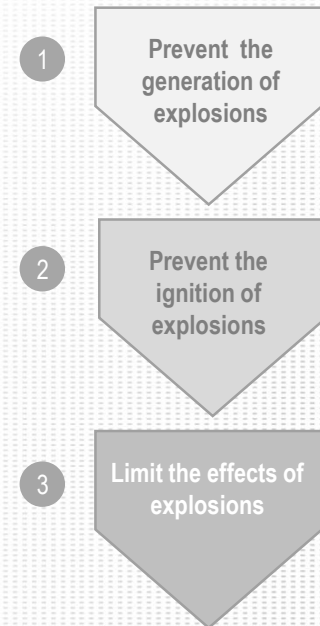 1
Prevent the
generation of
explosions
2
Prevent the
ignition of
explosions
3
Limit the effects of
explosions